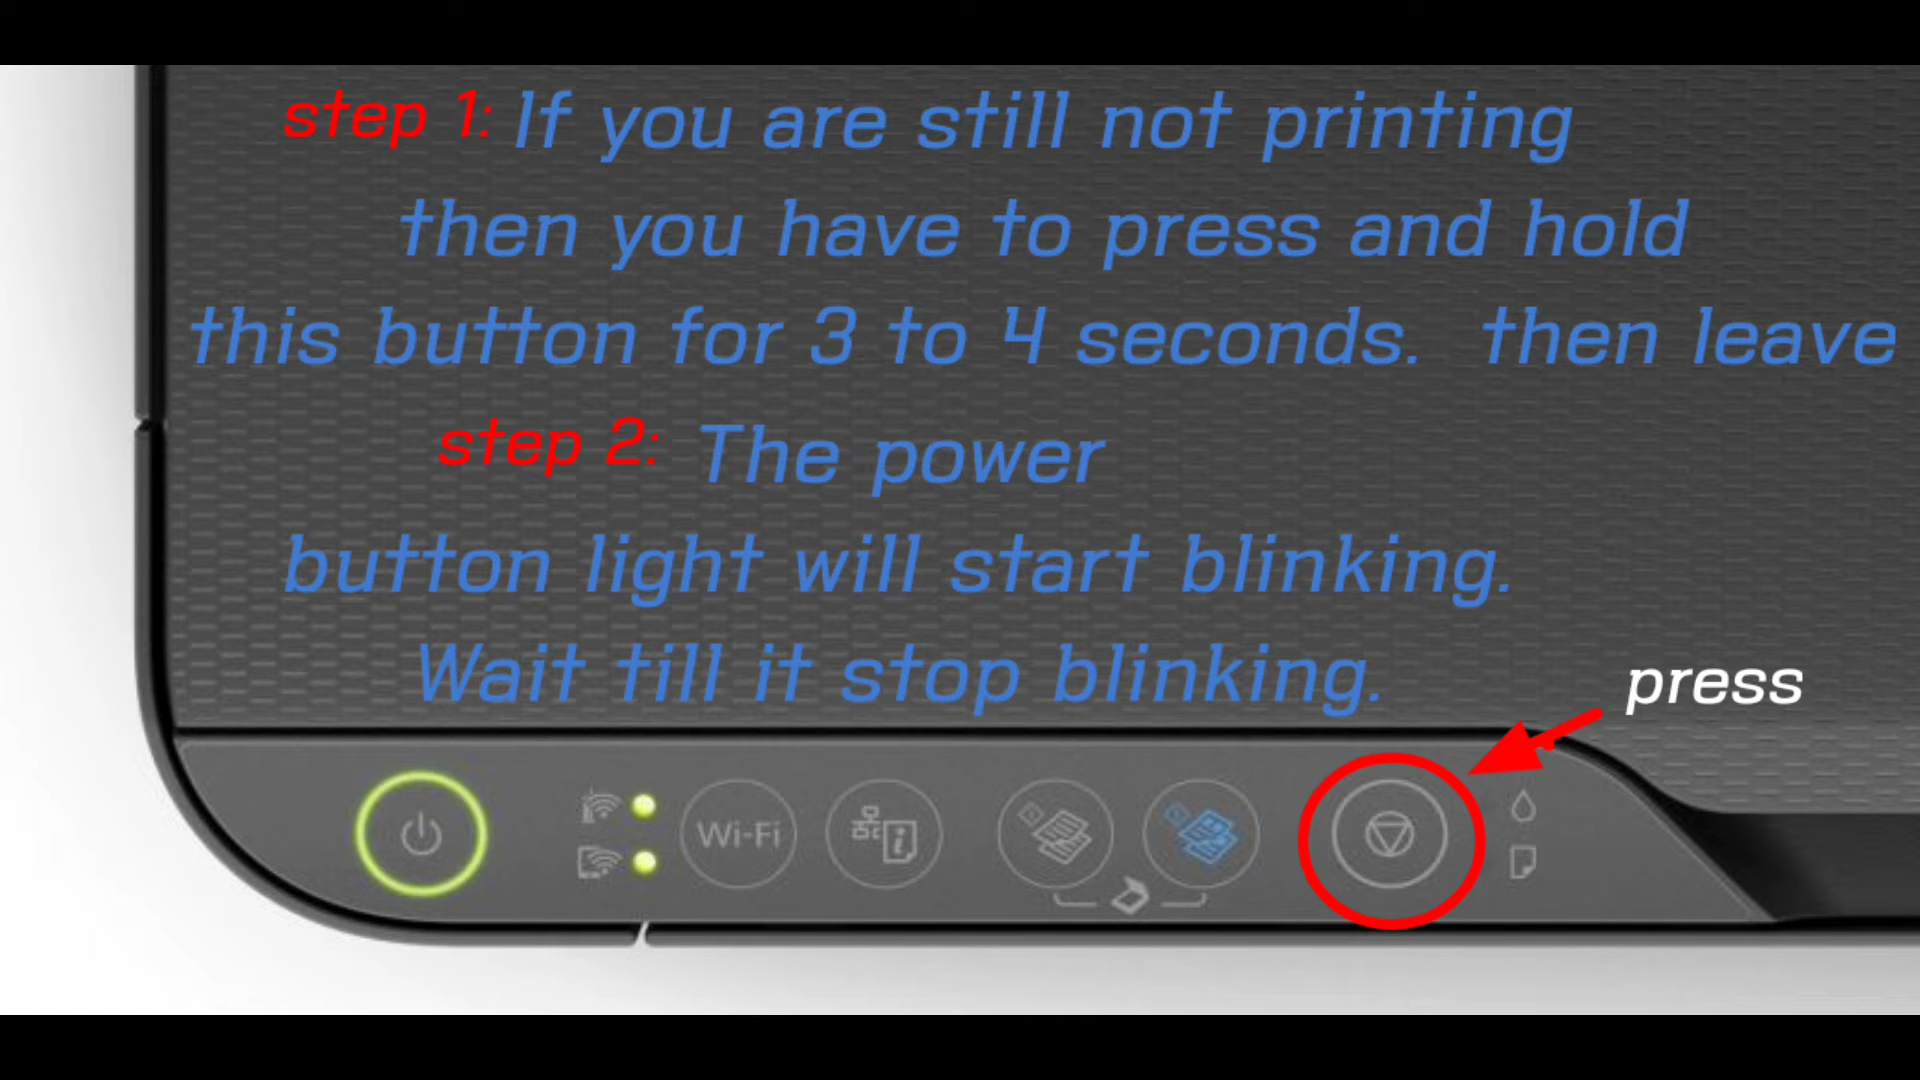 step 1: If you are still not printing
then you have to press and hold
this button for 3 to 4 seconds. then leave
step 2: The power
button light will start blinking.
Wait till it stop blinking.
press
Wi-Fi